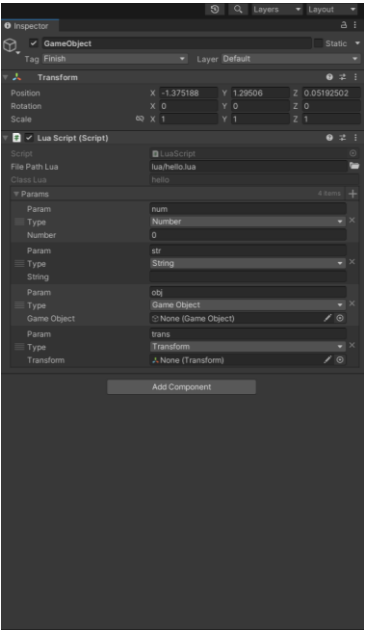 Layers Layout
Inspector
GameObject Static
Tag Finish Layer Default
Transform
Position X -1.375188 Y 1.29506 Z 0.05192502
Rotation X 0 Y 0 Z 0
Scale X 1 Y 1 Z 1
Lua Script (Script)
Script LuaScript
File Path Lua lua/hello.lua
Class Lua hello
Params 4 items
Param num
Type Number
Number 0
Param str
Type String
String
Param obj
Type Game Object
Game Object None (Game Object)
Param trans
Type Transform
Transform None (Transform)
Add Component